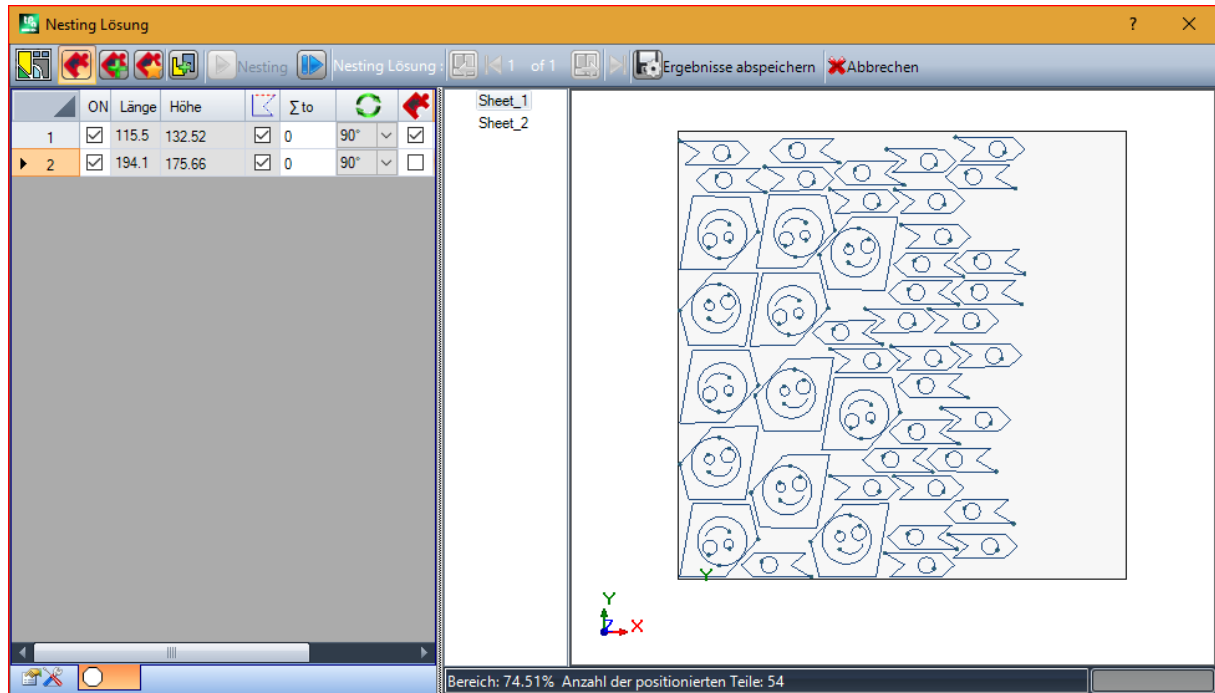 Nesting Lösung ?
Nesting Nesting Lösung : 1 of 1 Ergebnisse abspeichern Abbrechen
ON Länge Höhe Σto
1 115.5 132.52 0 90°
2 194.1 175.66 0 90°
Sheet_1
Sheet_2
Y
Y
Z X
Bereich: 74.51% Anzahl der positionierten Teile: 54